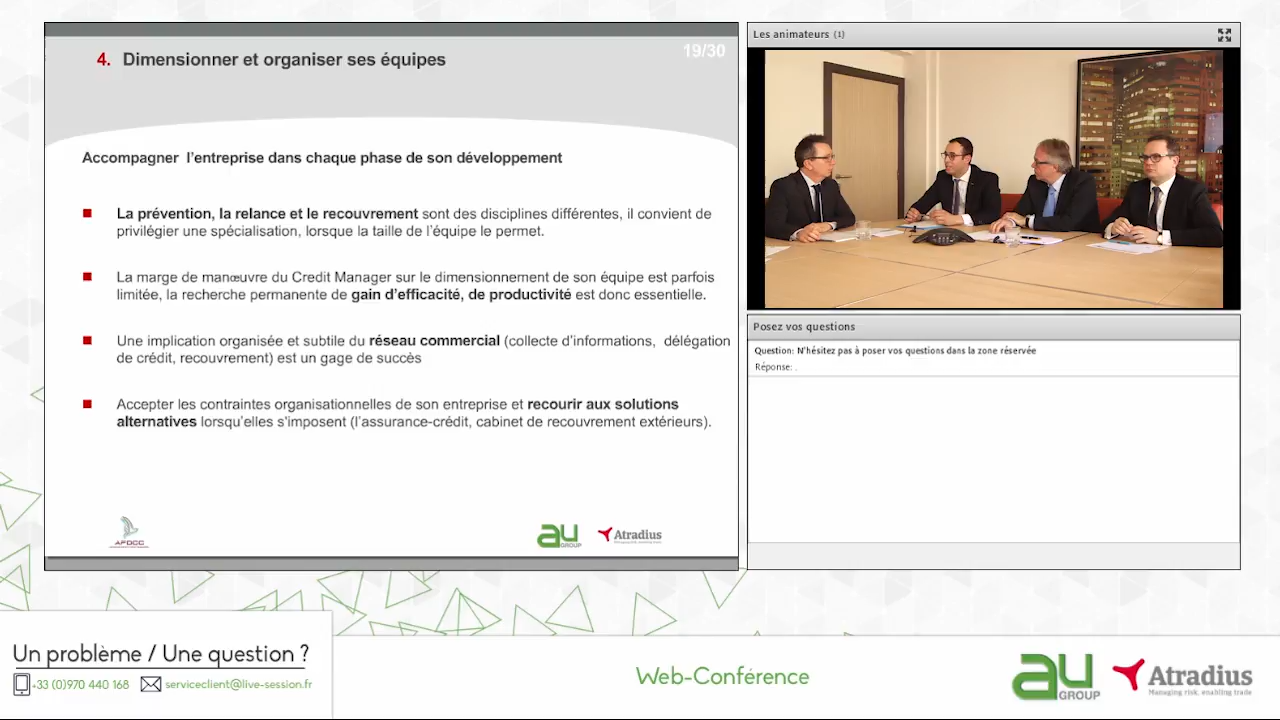 4. Dimensionner et organiser ses équipes
19/30
Accompagner l'entreprise dans chaque phase de son développement
La prévention, la relance et le recouvrement sont des disciplines différentes, il convient de
privilégier une spécialisation, lorsque la taille de l'équipe le permet.
La marge de manœuvre du Credit Manager sur le dimensionnement de son équipe est parfois
limitée, la recherche permanente de gain d'efficacité, de productivité est donc essentielle.
Une implication organisée et subtile du réseau commercial (collecte d'informations, délégation
de crédit, recouvrement) est un gage de succès
Accepter les contraintes organisationnelles de son entreprise et recourir aux solutions
alternatives lorsqu'elles s'imposent (l'assurance-crédit, cabinet de recouvrement extérieurs).
AFDCC
au
GROUP
Atradius
Les animateurs (1)
Posez vos questions
Question: N'hésitez pas à poser vos questions dans la zone réservée
Réponse: .
Un problème / Une question ?
+33 (0)970 440 168
serviceclient@live-session.fr
Web-Conférence
au
GROUP
Atradius
Managing risk, enabling trade